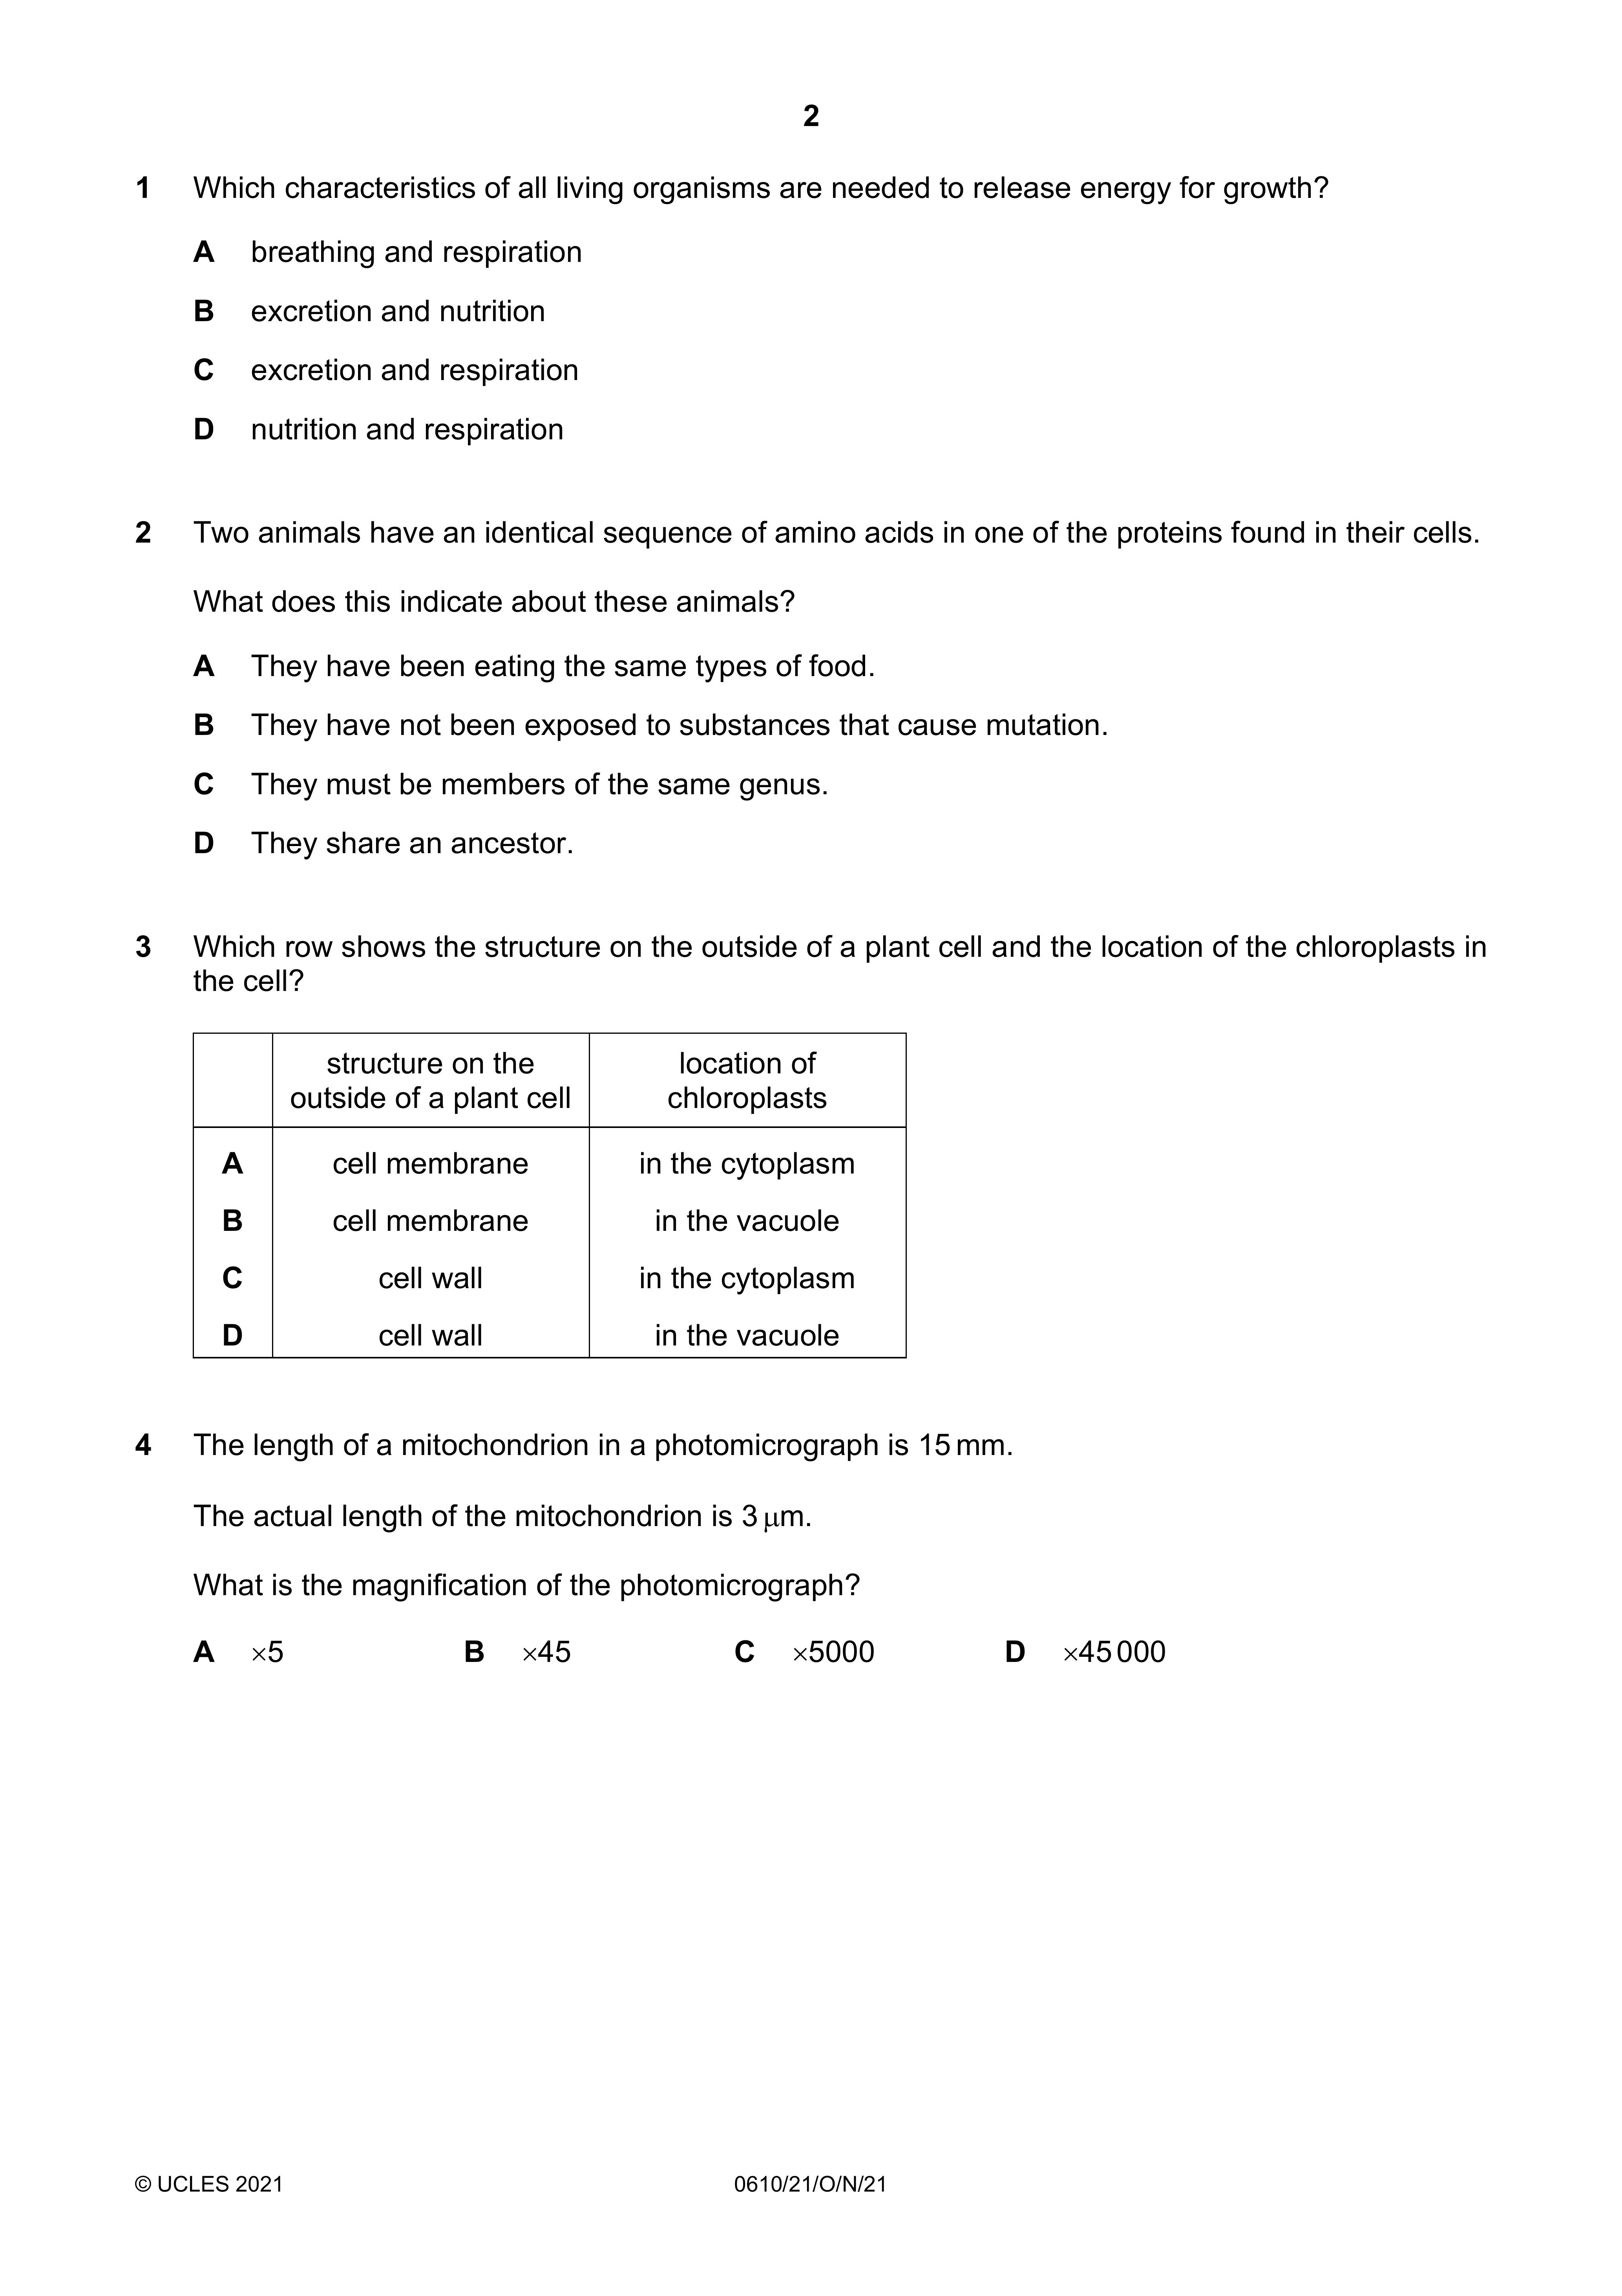 2
1 Which characteristics of all living organisms are needed to release energy for growth?
A breathing and respiration
B excretion and nutrition
C excretion and respiration
D nutrition and respiration
2 Two animals have an identical sequence of amino acids in one of the proteins found in their cells.
What does this indicate about these animals?
A They have been eating the same types of food.
B They have not been exposed to substances that cause mutation.
C They must be members of the same genus.
D They share an ancestor.
3 Which row shows the structure on the outside of a plant cell and the location of the chloroplasts in
the cell?
structure on the outside of a plant cell location of chloroplasts
A cell membrane in the cytoplasm
B cell membrane in the vacuole
C cell wall in the cytoplasm
D cell wall in the vacuole
4 The length of a mitochondrion in a photomicrograph is 15 mm.
The actual length of the mitochondrion is 3 μm.
What is the magnification of the photomicrograph?
A ×5 B ×45 C ×5000 D ×45 000
© UCLES 2021 0610/21/O/N/21